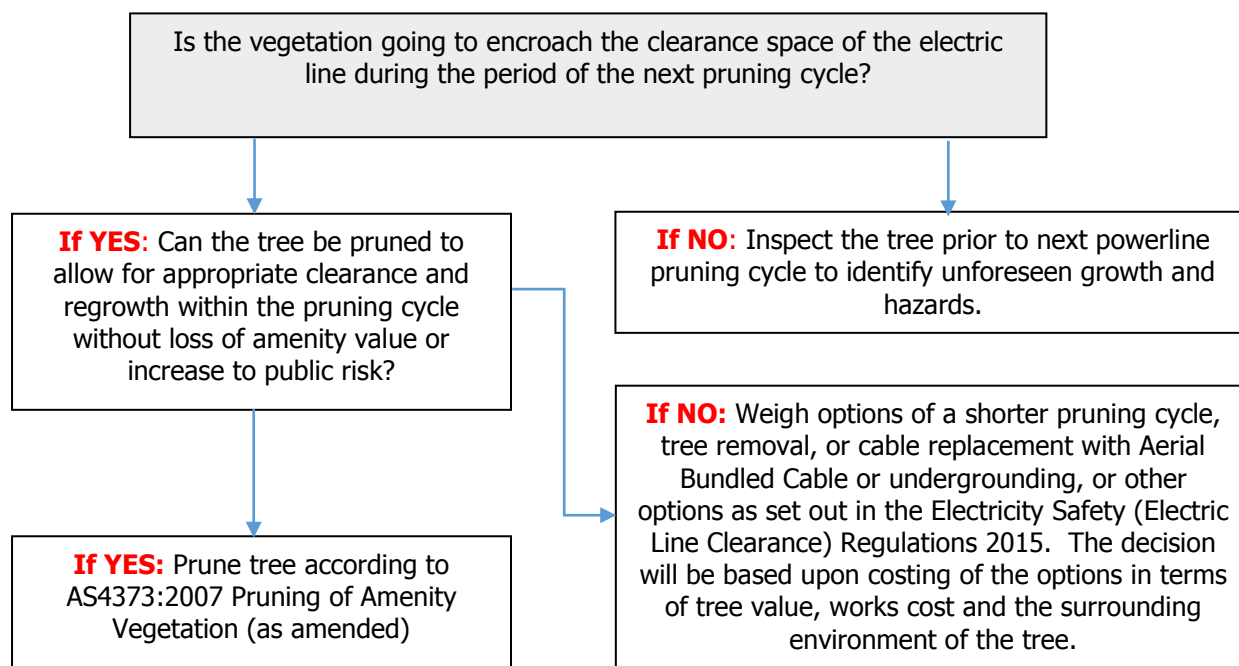 Is the vegetation going to encroach the clearance space of the electric
line during the period of the next pruning cycle?
If YES: Can the tree be pruned to
allow for appropriate clearance and
regrowth within the pruning cycle
without loss of amenity value or
increase to public risk?
If NO: Inspect the tree prior to next powerline
pruning cycle to identify unforeseen growth and
hazards.
If YES: Prune tree according to
AS4373:2007 Pruning of Amenity
Vegetation (as amended)
If NO: Weigh options of a shorter pruning cycle,
tree removal, or cable replacement with Aerial
Bundled Cable or undergrounding, or other
options as set out in the Electricity Safety (Electric
Line Clearance) Regulations 2015.  The decision
will be based upon costing of the options in terms
of tree value, works cost and the surrounding
environment of the tree.